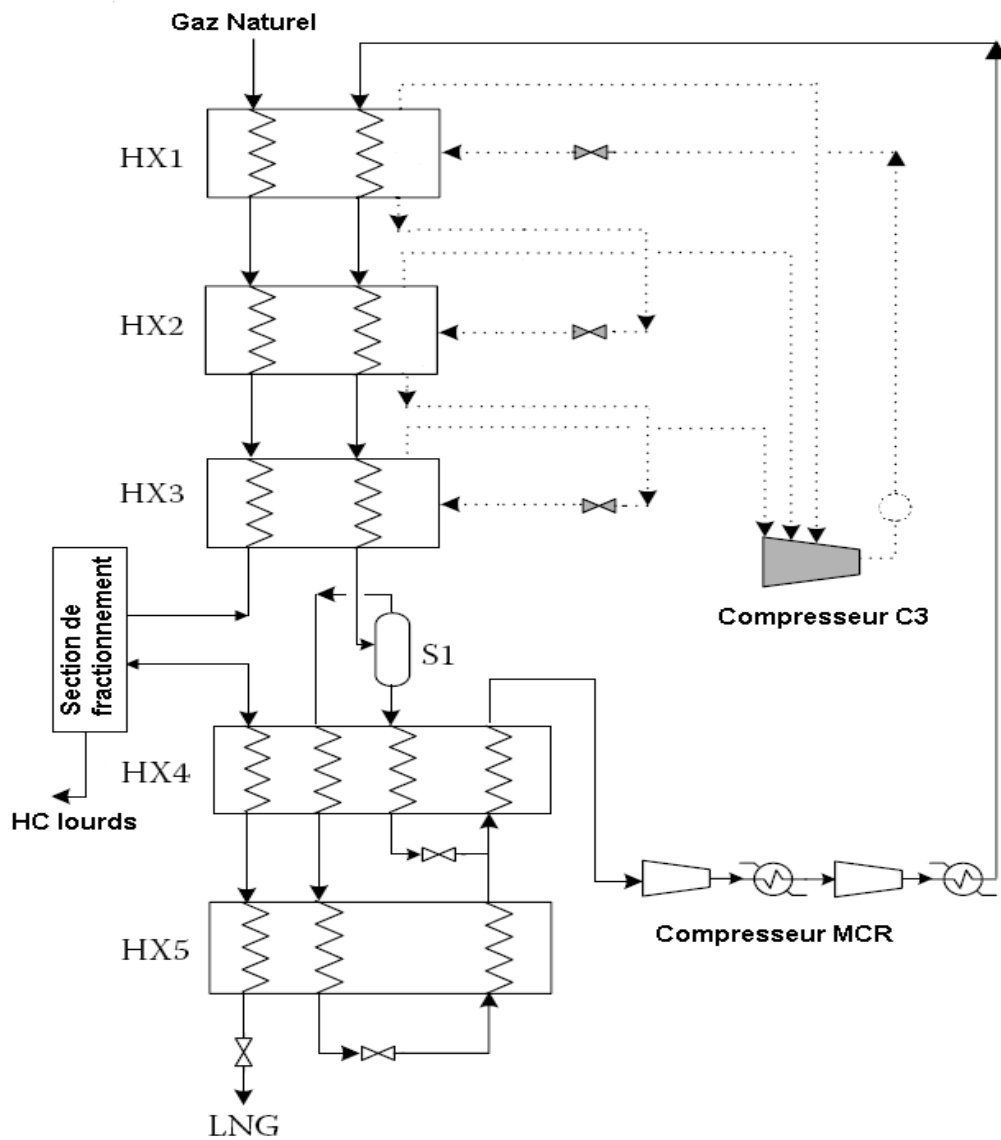 Gaz Naturel
HX1
HX2
HX3
Section de
fractionnement
S1
Compresseur C3
HX4
HC lourds
HX5
Compresseur MCR
LNG